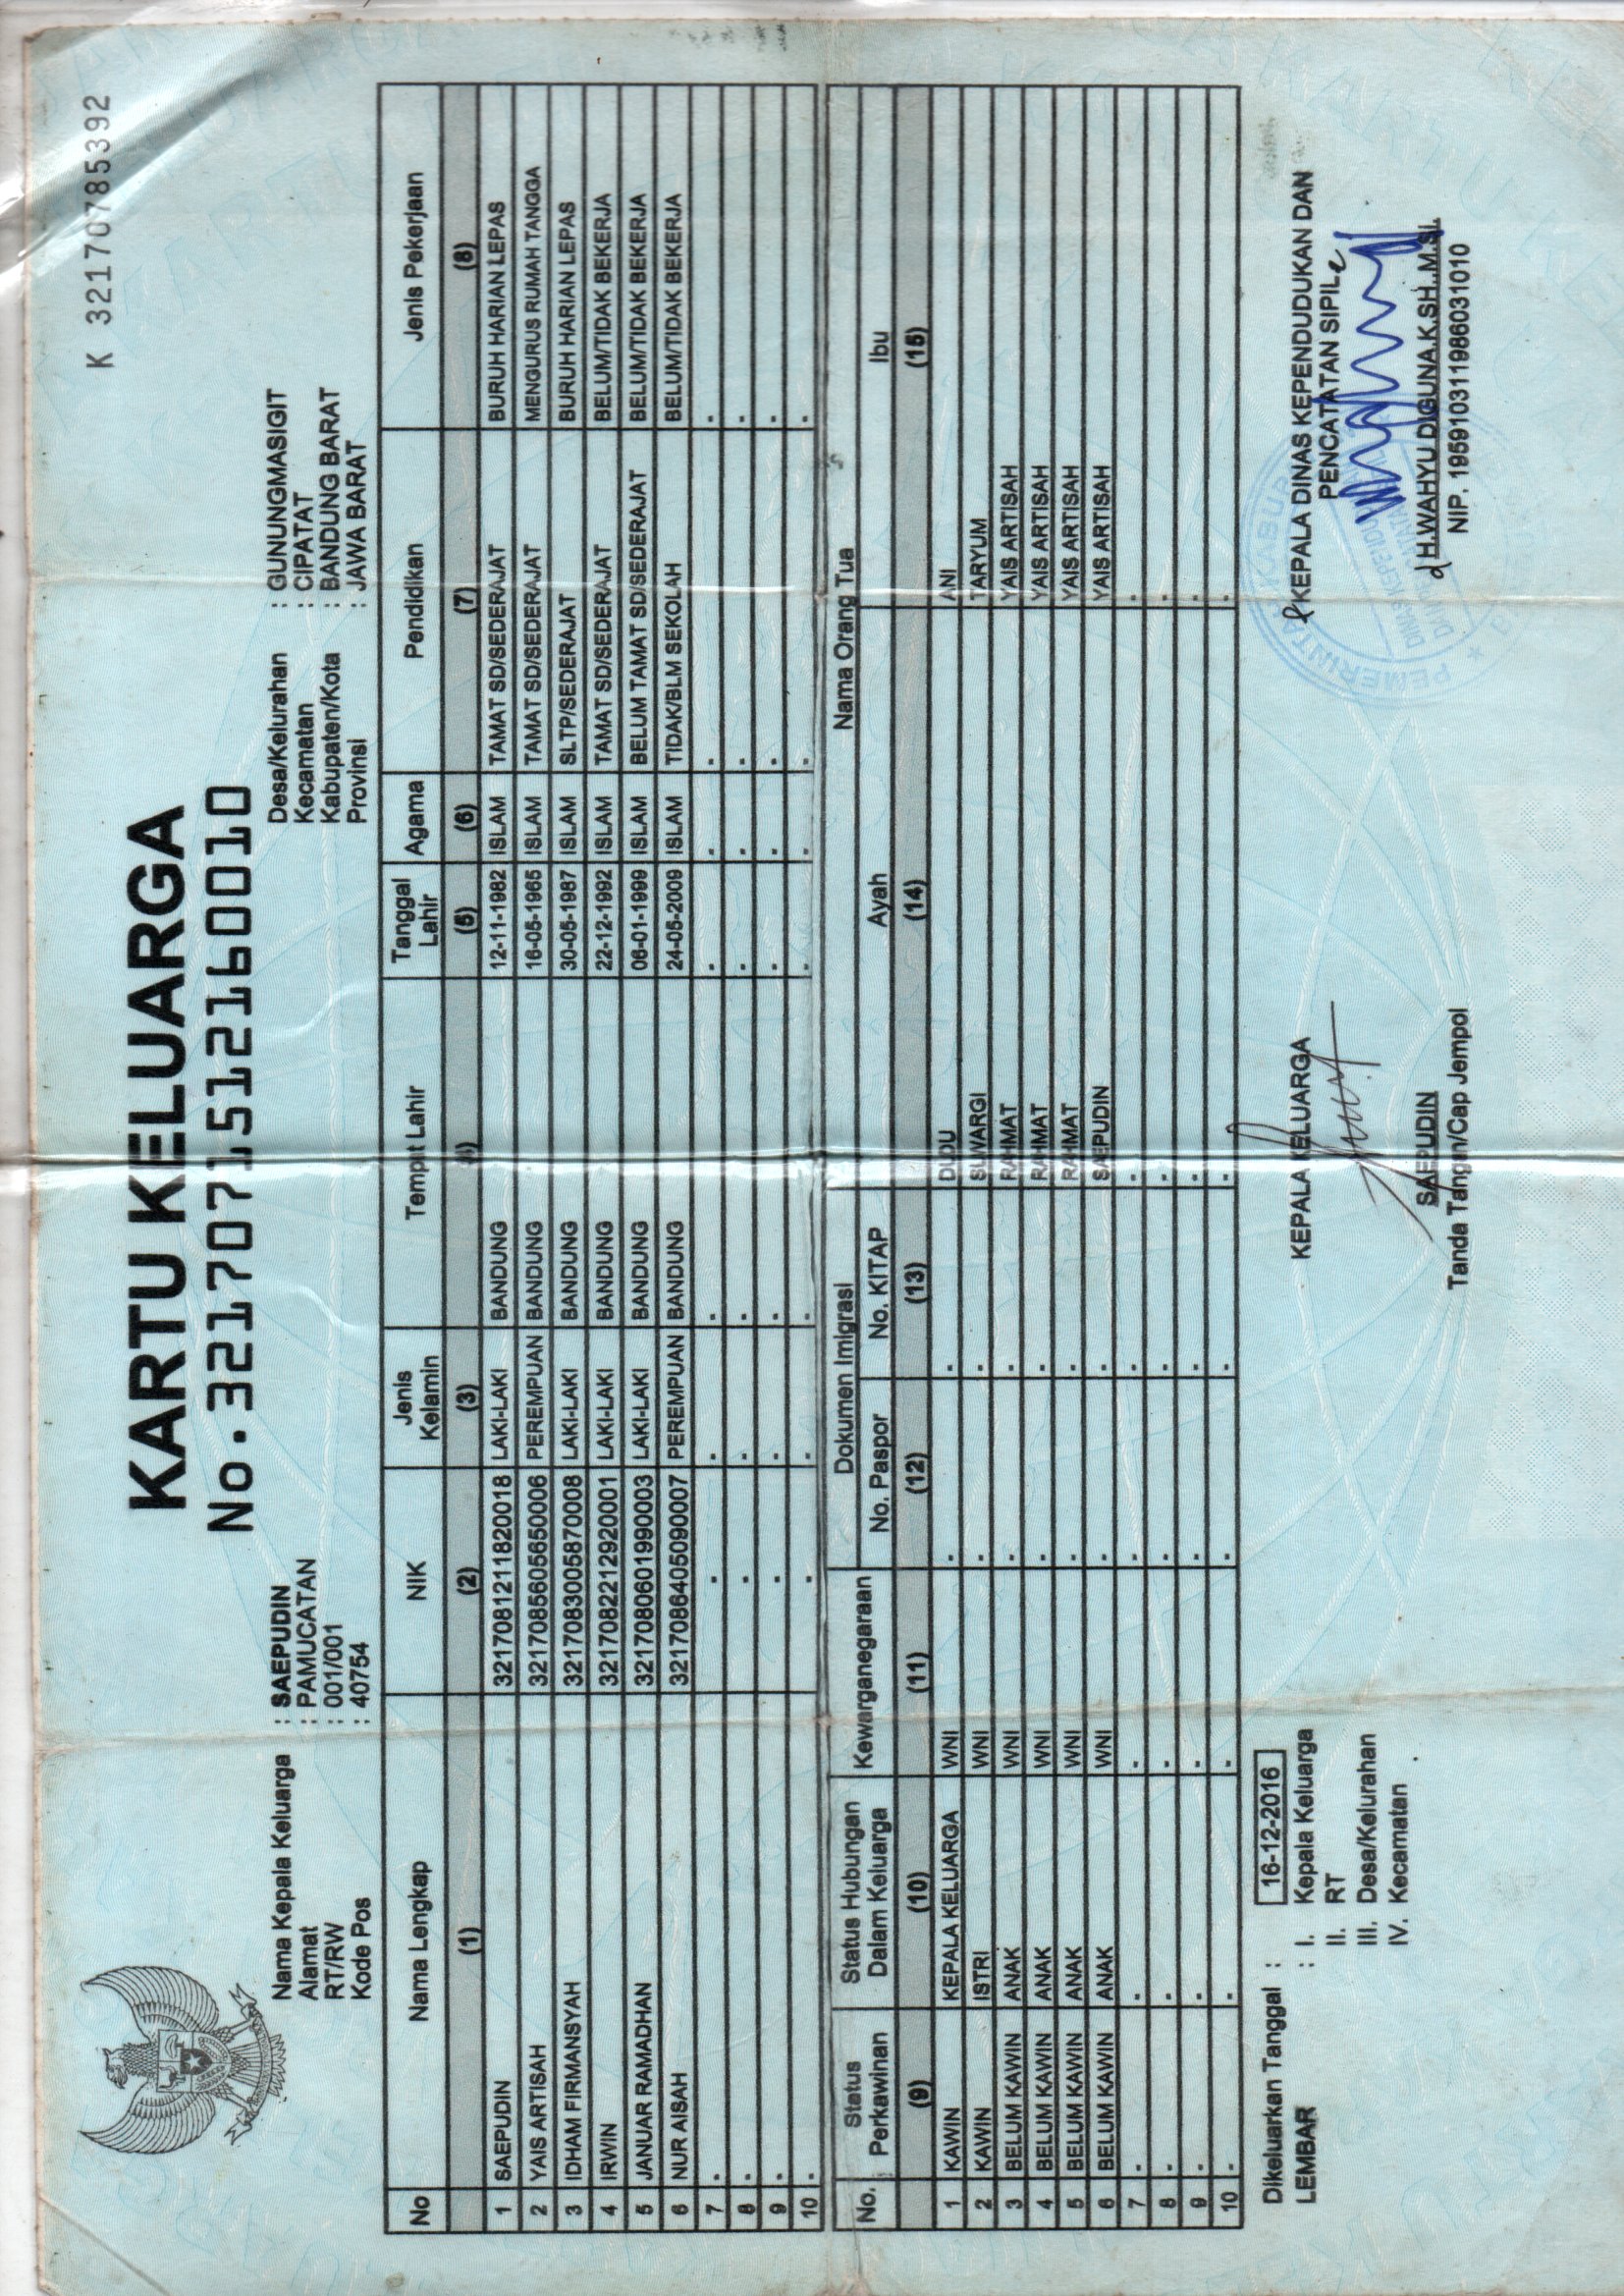 K 32170785392
KARTU KELUARGA
No.3217071512160010
Nama Kepala Keluarga : SAEPUDIN
Alamat : PAMUCATAN
RT/RW : 001/001
Kode Pos : 40754
Desa/Kelurahan : GUNUNGMASIGIT
Kecamatan : CIPATAT
Kabupaten/Kota : BANDUNG BARAT
Provinsi : JAWA BARAT
No Nama Lengkap NIK Jenis Kelamin Tempat Lahir Tanggal Lahir Agama Pendidikan Jenis Pekerjaan
(1) (2) (3) (4) (5) (6) (7) (8)
1 SAEPUDIN 3217081211820018 LAKI-LAKI BANDUNG 12-11-1982 ISLAM TAMAT SD/SEDERAJAT BURUH HARIAN LEPAS
2 YAIS ARTISAH 3217085605650006 PEREMPUAN BANDUNG 16-05-1965 ISLAM TAMAT SD/SEDERAJAT MENGURUS RUMAH TANGGA
3 IDHAM FIRMANSYAH 3217083005870008 LAKI-LAKI BANDUNG 30-05-1987 ISLAM SLTP/SEDERAJAT BURUH HARIAN LEPAS
4 IRWIN 3217082212920001 LAKI-LAKI BANDUNG 22-12-1992 ISLAM TAMAT SD/SEDERAJAT BELUM/TIDAK BEKERJA
5 JANUAR RAMADHAN 3217080601990003 LAKI-LAKI BANDUNG 06-01-1999 ISLAM BELUM TAMAT SD/SEDERAJAT BELUM/TIDAK BEKERJA
6 NUR AISAH 3217086405090007 PEREMPUAN BANDUNG 24-05-2009 ISLAM TIDAK/BLM SEKOLAH BELUM/TIDAK BEKERJA
7 - - - - - - - -
8 - - - - - - - -
9 - - - - - - - -
10 - - - - - - - -
No. Status Perkawinan Status Hubungan Dalam Keluarga Kewarganegaraan Dokumen Imigrasi Nama Orang Tua
No. Paspor No. KITAP Ayah Ibu
(9) (10) (11) (12) (13) (14) (15)
1 KAWIN KEPALA KELUARGA WNI - - DUDU ANI
2 KAWIN ISTRI WNI - - SUWARGI TARYUM
3 BELUM KAWIN ANAK WNI - - RAHMAT YAIS ARTISAH
4 BELUM KAWIN ANAK WNI - - RAHMAT YAIS ARTISAH
5 BELUM KAWIN ANAK WNI - - RAHMAT YAIS ARTISAH
6 BELUM KAWIN ANAK WNI - - SAEPUDIN YAIS ARTISAH
7 - - - - - - -
8 - - - - - - -
9 - - - - - - -
10 - - - - - - -
Dikeluarkan Tanggal : 16-12-2016
LEMBAR : I. Kepala Keluarga
II. RT
III. Desa/Kelurahan
IV. Kecamatan
KEPALA KELUARGA
SAEPUDIN
Tanda Tangan/Cap Jempol
KEPALA DINAS KEPENDUDUKAN DAN
PENCATATAN SIPIL
H.WAHYU DIGUNA.K.SH.,M.SI.
NIP. 195910311986031010